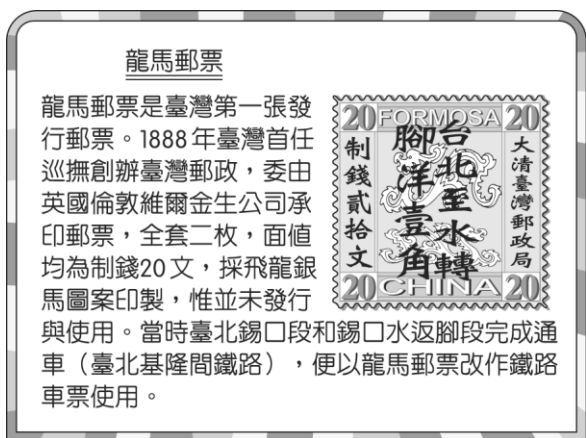 龍馬郵票
龍馬郵票是臺灣第一張發
行郵票。1888年臺灣首任
巡撫創辦臺灣郵政,委由
英國倫敦維爾金生公司承
印郵票,全套二枚,面值
均為制錢20文,採飛龍銀
馬圖案印製,惟並未發行
與使用。當時臺北錫口段和錫口水返腳段完成通
車(臺北基隆間鐵路),便以龍馬郵票改作鐵路
車票使用。
20 FORMOSA 20
大清臺灣郵政局
台北至水轉
腳洋壹角
制錢貳拾文
20 CHINA 20